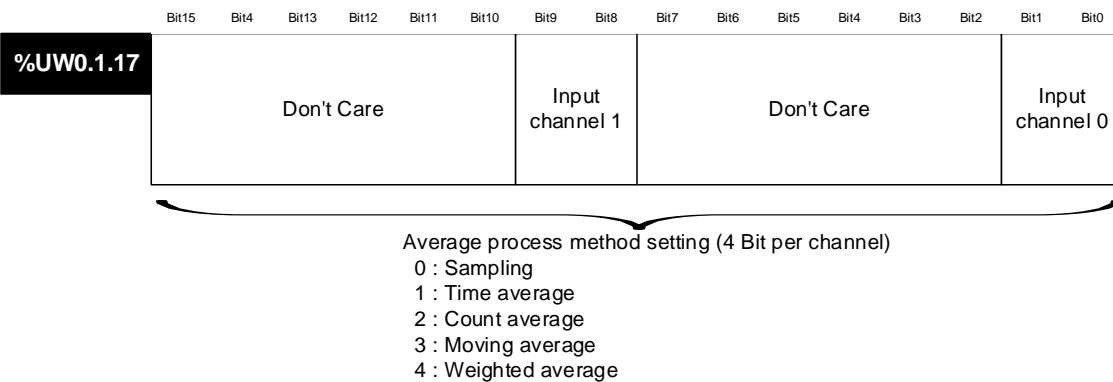 Bit15 Bit4 Bit13 Bit12 Bit11 Bit10 Bit9 Bit8 Bit7 Bit6 Bit5 Bit4 Bit3 Bit2 Bit1 Bit0
%UW0.1.17
Don't Care
Input
channel 1
Don't Care
Input
channel 0
Average process method setting (4 Bit per channel)
0 : Sampling
1 : Time average
2 : Count average
3 : Moving average
4 : Weighted average